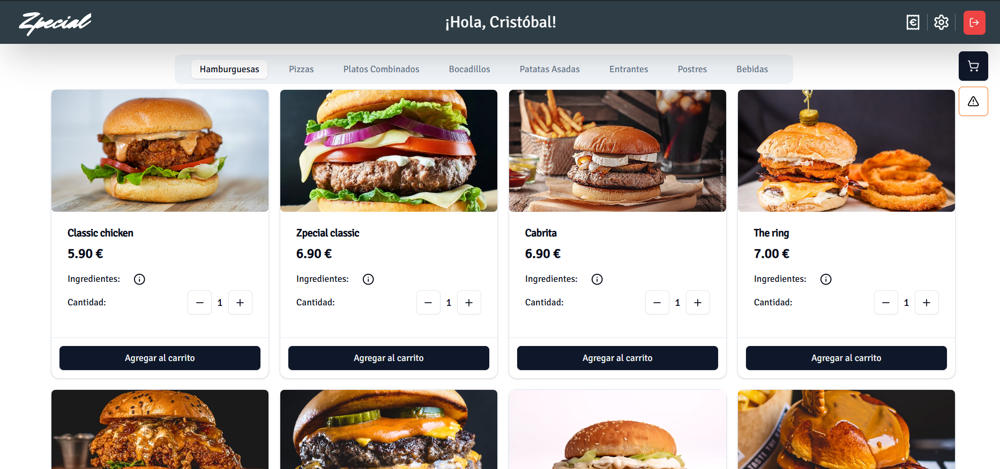 Zpecial
¡Hola, Cristóbal!
Hamburguesas Pizzas Platos Combinados Bocadillos Patatas Asadas Entrantes Postres Bebidas
Classic chicken
5.90 €
Ingredientes:
Cantidad: 1
Agregar al carrito
Zpecial classic
6.90 €
Ingredientes:
Cantidad: 1
Agregar al carrito
Cabrita
6.90 €
Ingredientes:
Cantidad: 1
Agregar al carrito
The ring
7.00 €
Ingredientes:
Cantidad: 1
Agregar al carrito
TASTE THE